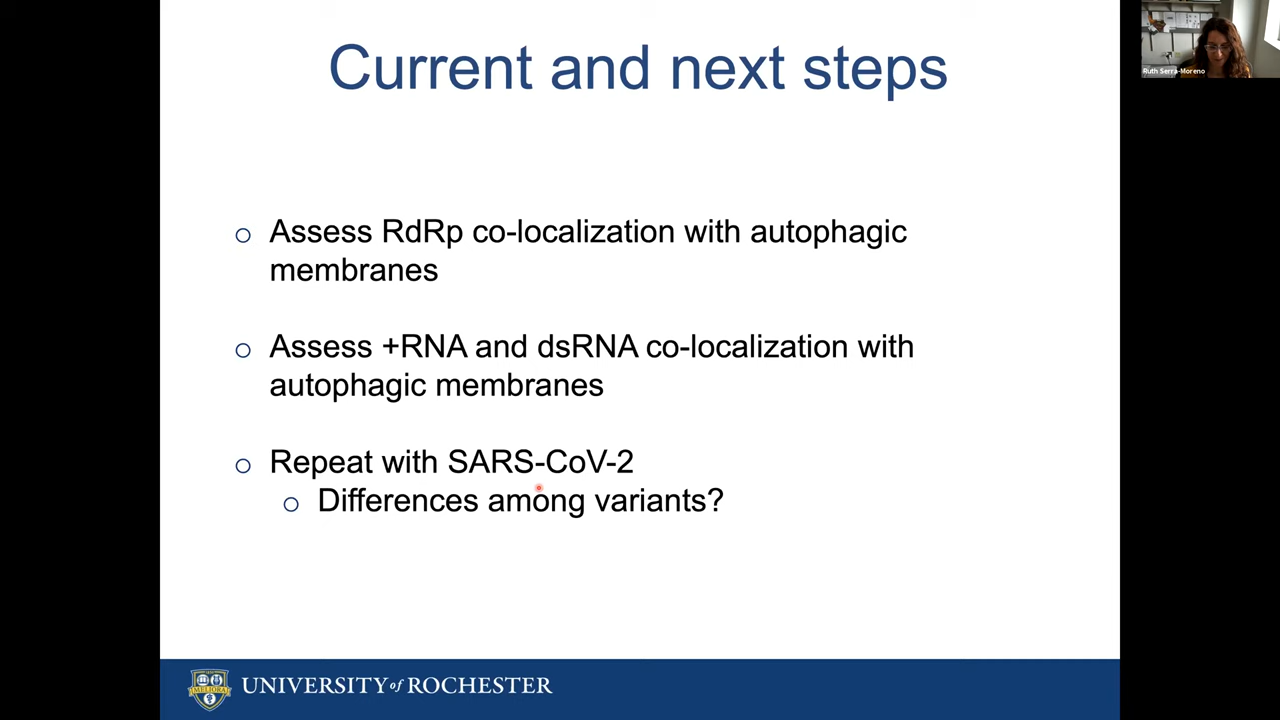 Current and next steps
Ruth Serra-Moreno
o Assess RdRp co-localization with autophagic
membranes
o Assess +RNA and dsRNA co-localization with
autophagic membranes
o Repeat with SARS-CoV-2
o Differences among variants?
MELIORA
UNIVERSITY of ROCHESTER